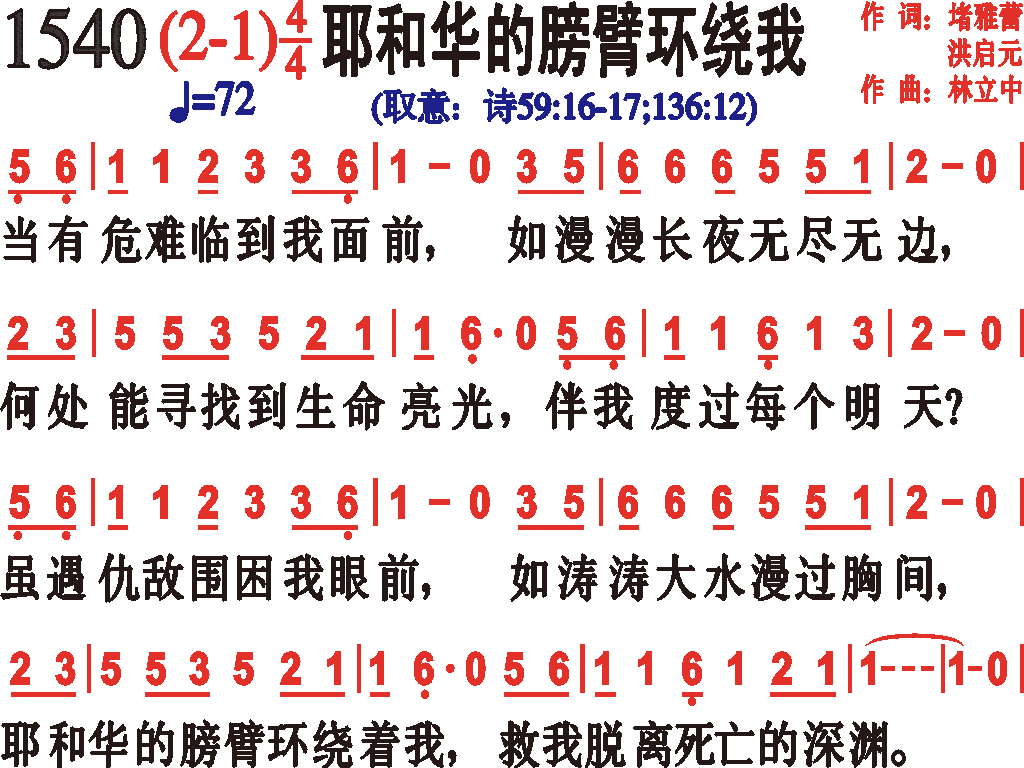 1540 (2-1) 4/4 耶和华的膀臂环绕我 作 词：堵雅蕾
洪启元
♩=72 (取意：诗59:16-17;136:12) 作 曲：林立中
5 6 | 1 1 2 3 3 6 | 1 - 0 3 5 | 6 6 6 5 5 1 | 2 - 0 |
当有危难临到我面前， 如漫漫长夜无尽无边，
2 3 | 5 5 3 5 2 1 | 1 6 · 0 5 6 | 1 1 6 1 3 | 2 - 0 |
何处能寻找到生命亮光，伴我度过每个明天？
5 6 | 1 1 2 3 3 6 | 1 - 0 3 5 | 6 6 6 5 5 1 | 2 - 0 |
虽遇仇敌围困我眼前， 如涛涛大水漫过胸间，
2 3 | 5 5 3 5 2 1 | 1 6 · 0 5 6 | 1 1 6 1 2 1 | 1 - - - | 1 - 0 |
耶和华的膀臂环绕着我，救我脱离死亡的深渊。